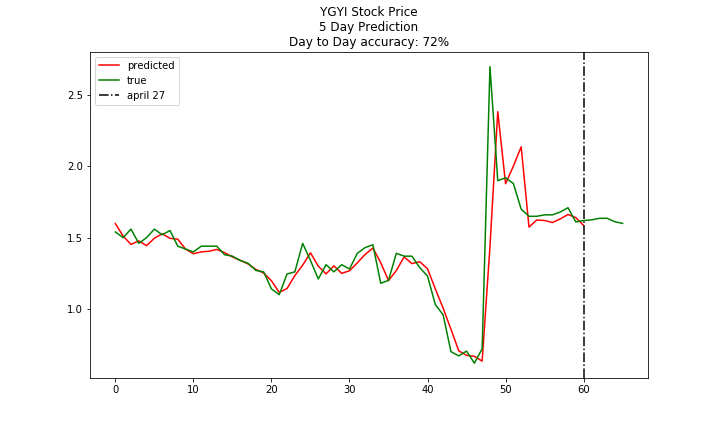 YGYI Stock Price
5 Day Prediction
Day to Day accuracy: 72%
predicted
true
april 27
2.5
2.0
1.5
1.0
0 10 20 30 40 50 60